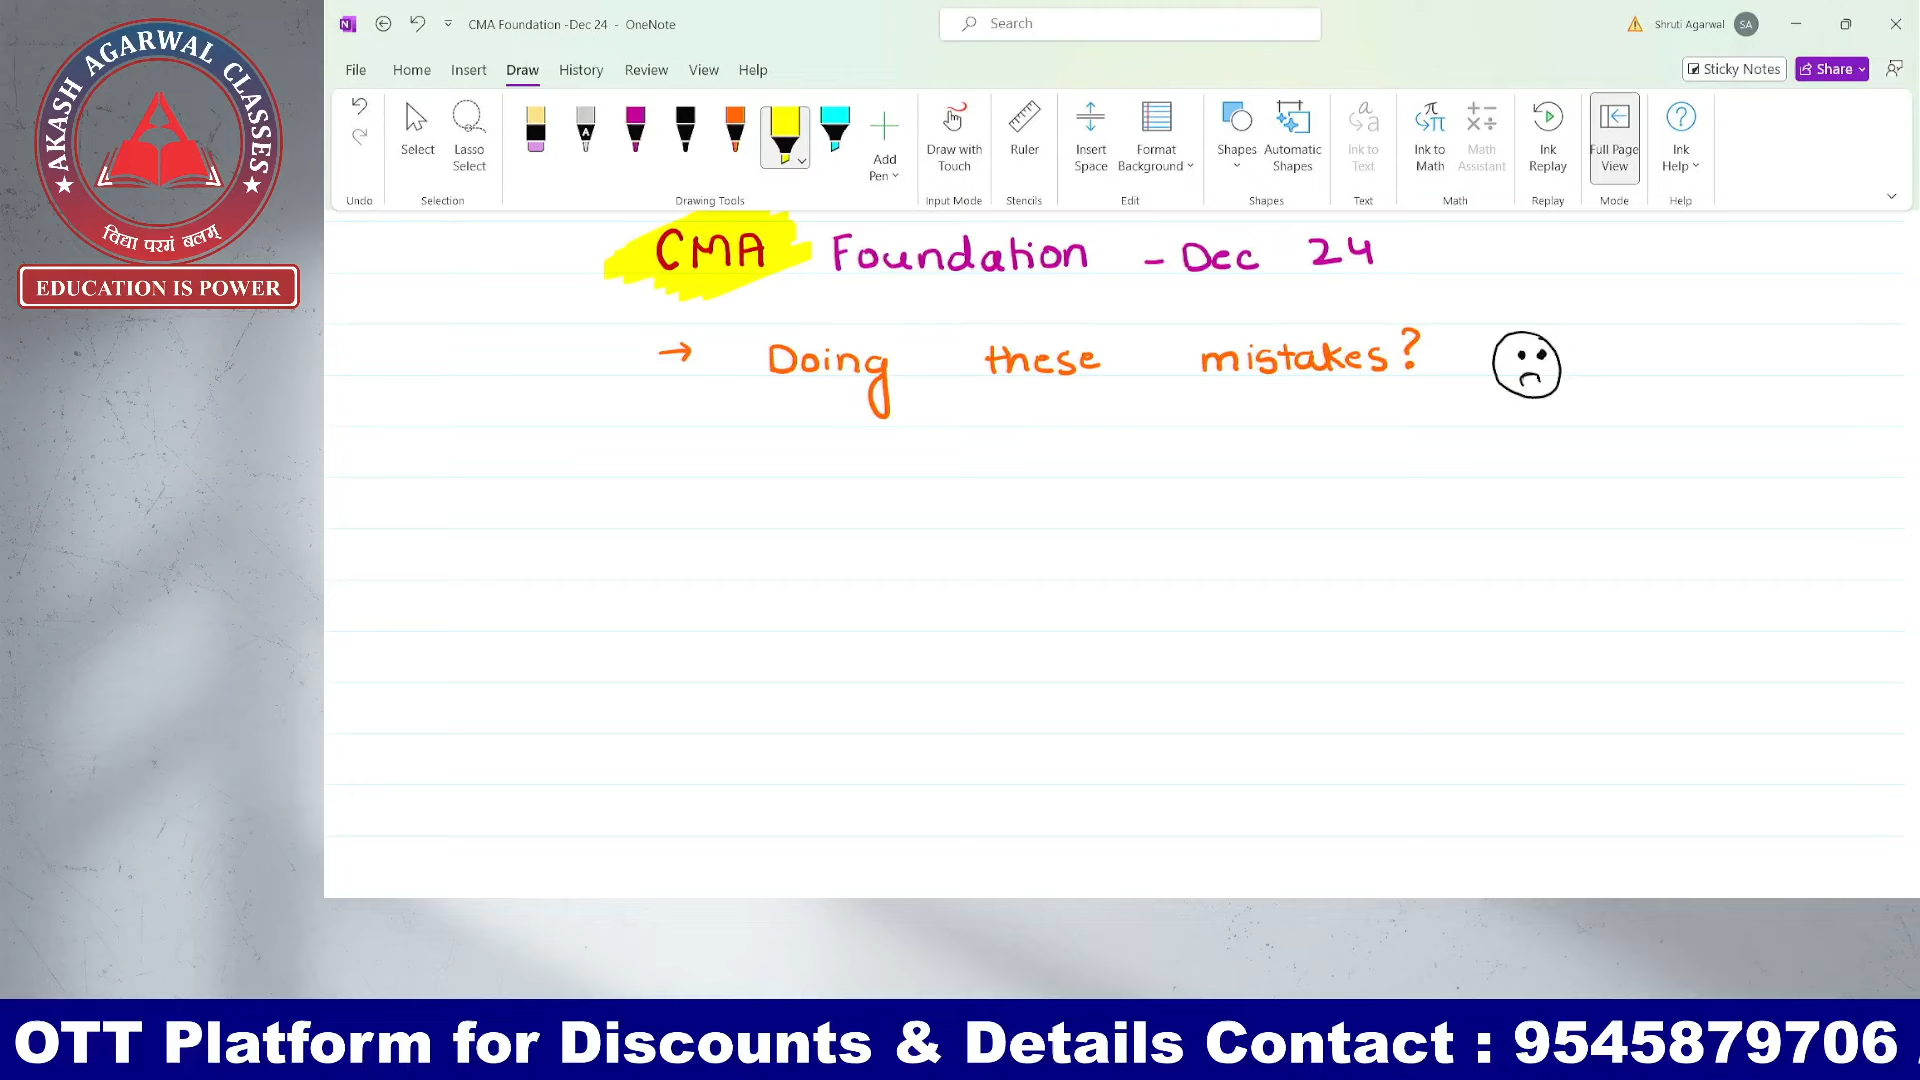 AKASH AGARWAL CLASSES
विद्या परमं बलम्
EDUCATION IS POWER
CMA Foundation -Dec 24 - OneNote
Search
Shruti Agarwal SA
File Home Insert Draw History Review View Help
Sticky Notes Share
Select
Lasso Select
A
Add Pen
Draw with Touch
Ruler
Insert Space
Format Background
Shapes
Automatic Shapes
Ink to Text
Ink to Math
Math Assistant
Ink Replay
Full Page View
Ink Help
Undo Selection Drawing Tools Input Mode Stencils Edit Shapes Text Math Replay Mode Help
CMA Foundation - Dec 24
→ Doing these mistakes?
OTT Platform for Discounts & Details Contact : 9545879706